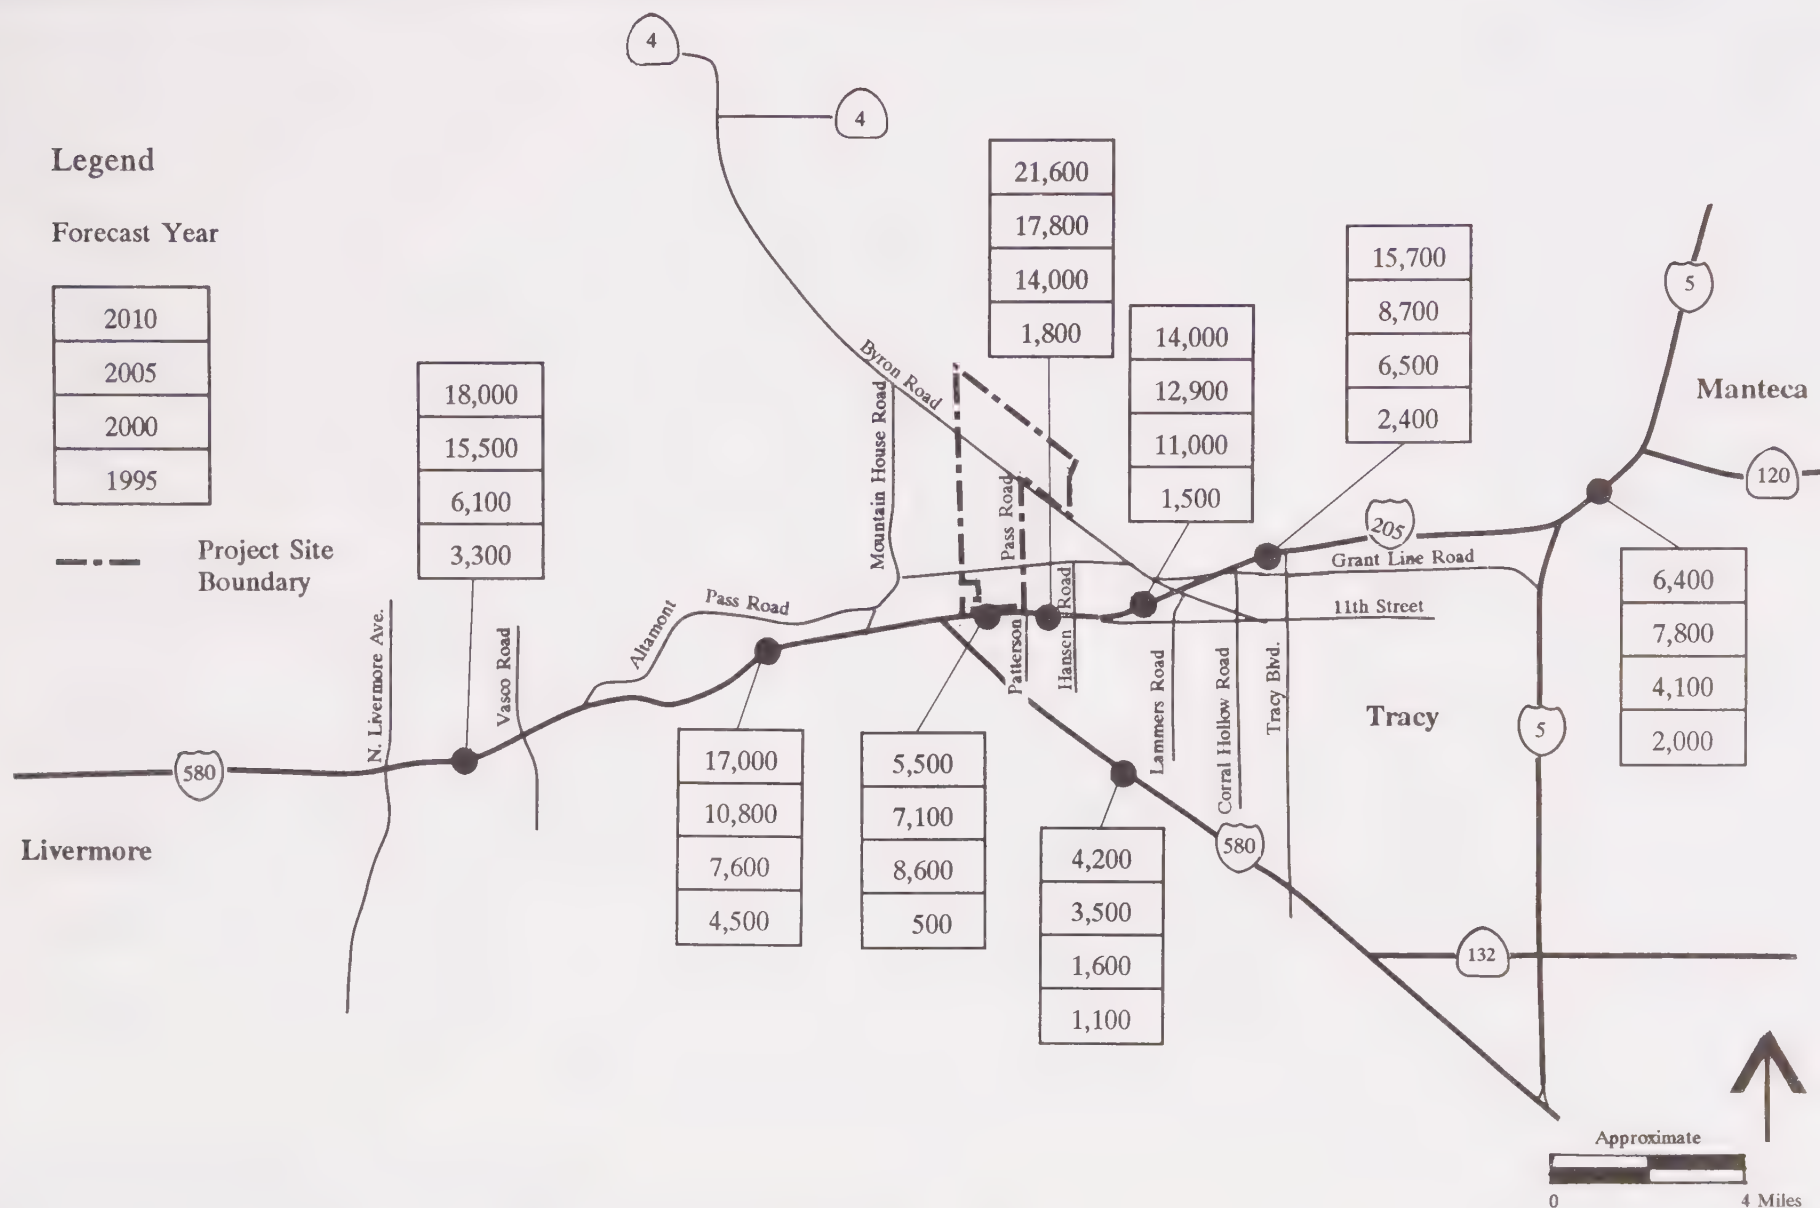 4
4
Legend
Forecast Year
2010
2005
2000
1995
Project Site
Boundary
21,600
17,800
14,000
1,800
15,700
8,700
6,500
2,400
14,000
12,900
11,000
1,500
18,000
15,500
6,100
3,300
Byron Road
Mountain House Road
Pass Road
Patterson
Hansen Road
5
Manteca
120
205
Grant Line Road
11th Street
6,400
7,800
4,100
2,000
Altamont
Pass Road
N. Livermore Ave.
Vasco Road
Lammers Road
Corral Hollow Road
Tracy Blvd.
Tracy
5
580
Livermore
17,000
10,800
7,600
4,500
5,500
7,100
8,600
500
4,200
3,500
1,600
1,100
580
132
Approximate
0 4 Miles